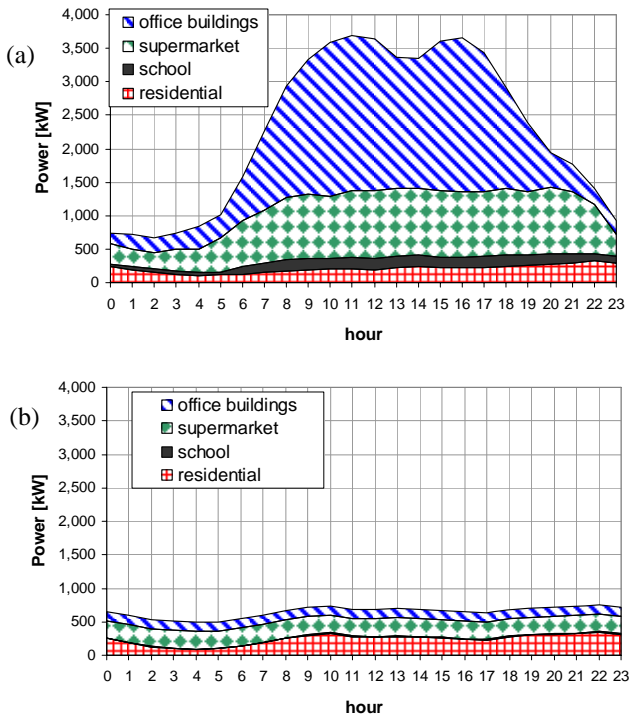 (a)
Power [kW]
4,000
3,500
3,000
2,500
2,000
1,500
1,000
500
0
office buildings
supermarket
school
residential
0 1 2 3 4 5 6 7 8 9 10 11 12 13 14 15 16 17 18 19 20 21 22 23
hour
(b)
Power [kW]
4,000
3,500
3,000
2,500
2,000
1,500
1,000
500
0
office buildings
supermarket
school
residential
0 1 2 3 4 5 6 7 8 9 10 11 12 13 14 15 16 17 18 19 20 21 22 23
hour